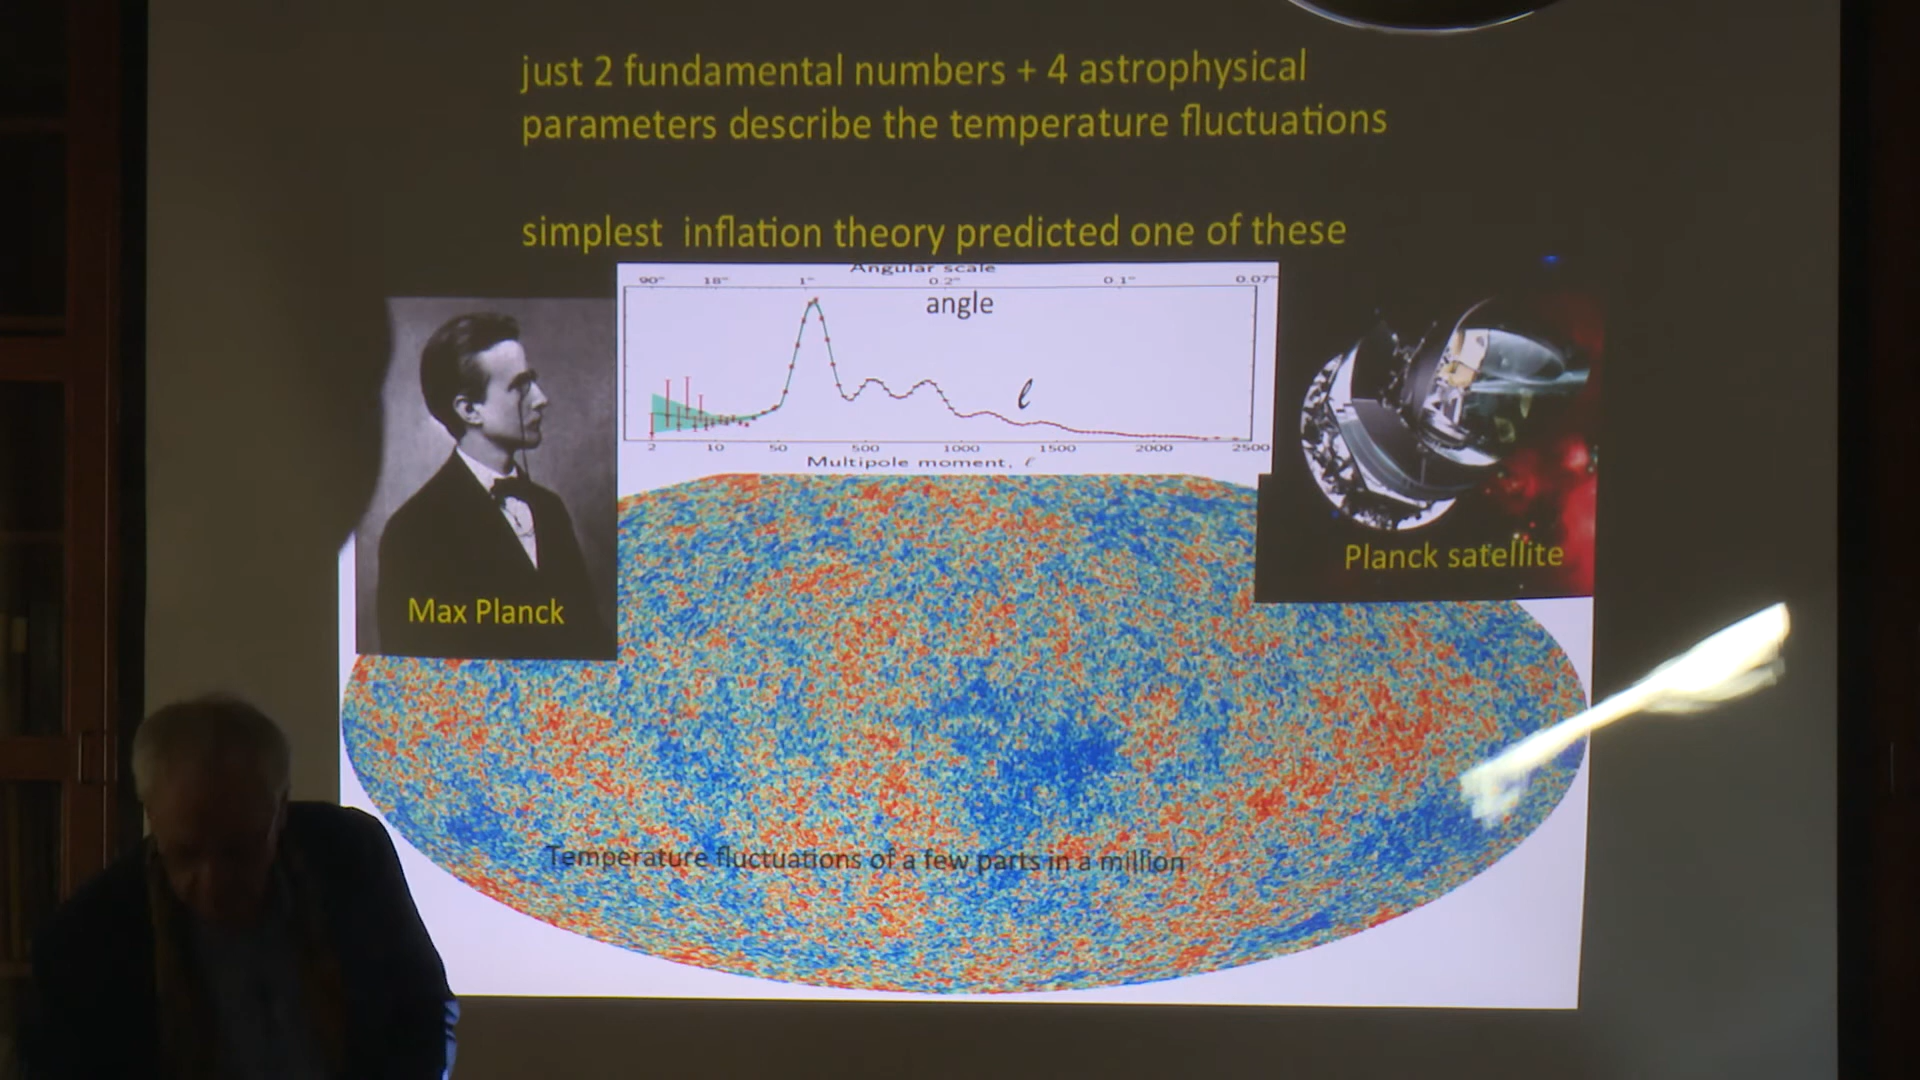 just 2 fundamental numbers + 4 astrophysical
parameters describe the temperature fluctuations
simplest inflation theory predicted one of these
Angular scale
90° 18° 1° 0.2° 0.1° 0.07°
angle
ℓ
2 10 50 500 1000 1500 2000 2500
Multipole moment, ℓ
Max Planck
Planck satellite
Temperature fluctuations of a few parts in a million